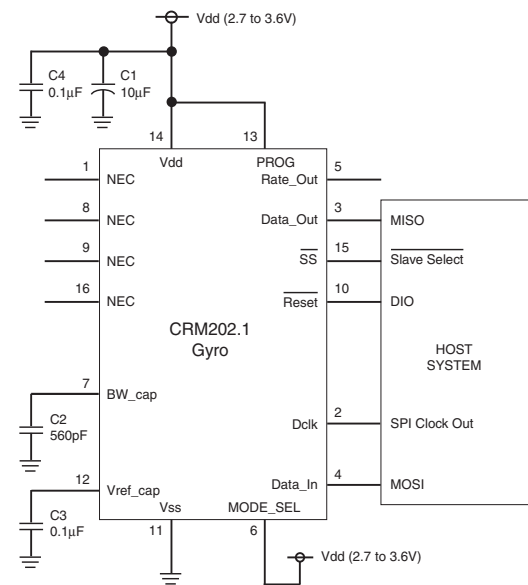 Vdd (2.7 to 3.6V)
C4
0.1µF
C1
10µF
14
13
Vdd
PROG
1
NEC
Rate_Out
5
8
NEC
Data_Out
3
MISO
9
NEC
SS
15
Slave Select
16
NEC
Reset
10
DIO
CRM202.1
Gyro
HOST
SYSTEM
7
BW_cap
C2
560pF
Dclk
2
SPI Clock Out
12
Vref_cap
Data_In
4
MOSI
C3
0.1µF
Vss
MODE_SEL
11
6
Vdd (2.7 to 3.6V)